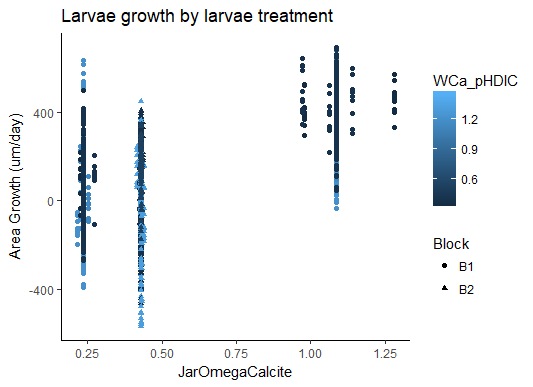 Larvae growth by larvae treatment
Area Growth (um/day)
400
0
-400
0.25
0.50
0.75
1.00
1.25
JarOmegaCalcite
WCa_pHDIC
1.2
0.9
0.6
Block
B1
B2